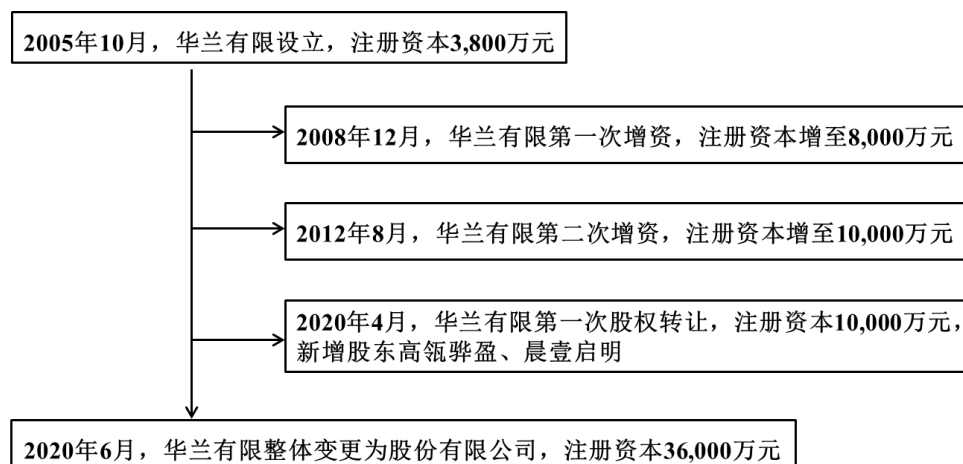 2005年10月，华兰有限设立，注册资本3,800万元
2008年12月，华兰有限第一次增资，注册资本增至8,000万元
2012年8月，华兰有限第二次增资，注册资本增至10,000万元
2020年4月，华兰有限第一次股权转让，注册资本10,000万元，
新增股东高瓴骅盈、晨壹启明
2020年6月，华兰有限整体变更为股份有限公司，注册资本36,000万元